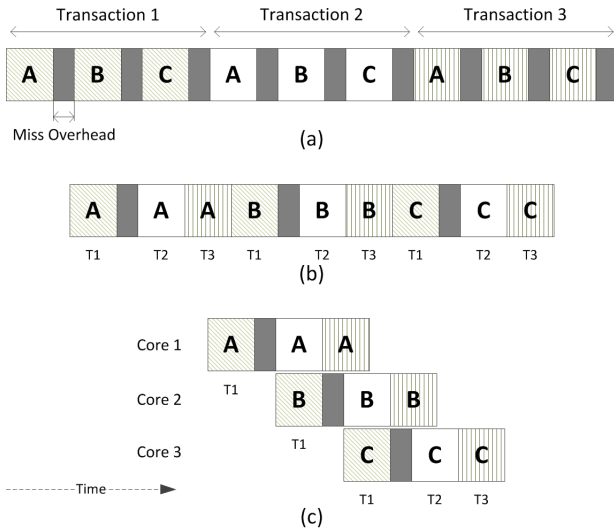 Transaction 1 Transaction 2 Transaction 3
A B C A B C A B C
Miss Overhead
(a)
A A A B B B C C C
T1 T2 T3 T1 T2 T3 T1 T2 T3
(b)
Core 1 A A A
T1
Core 2 B B B
T1
Core 3 C C C
Time
T1 T2 T3
(c)